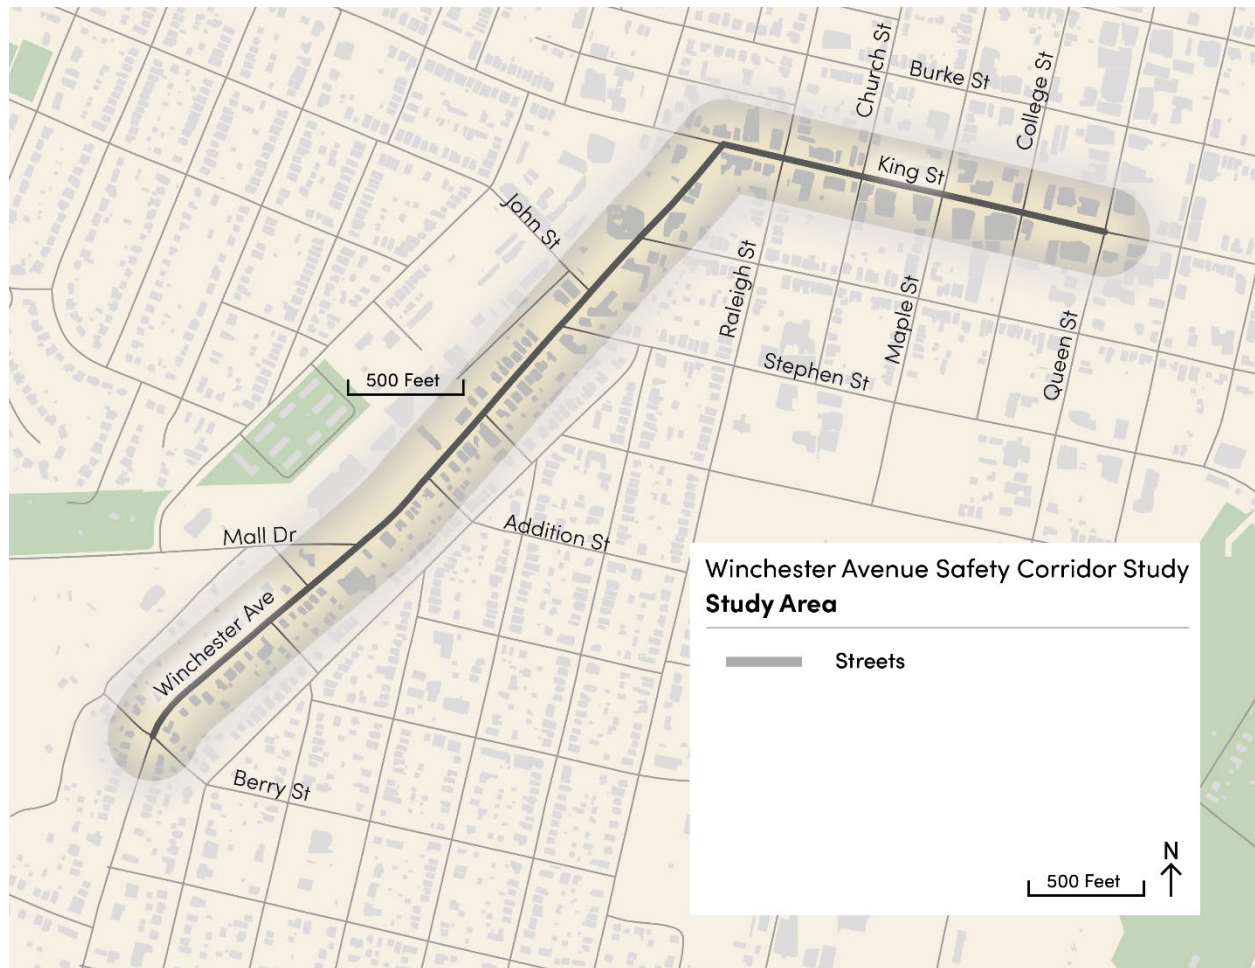 Church St
Burke St
College St
King St
John St
Raleigh St
Maple St
Queen St
Stephen St
500 Feet
Mall Dr
Addition St
Winchester Ave
Berry St
Winchester Avenue Safety Corridor Study
Study Area
Streets
500 Feet
N